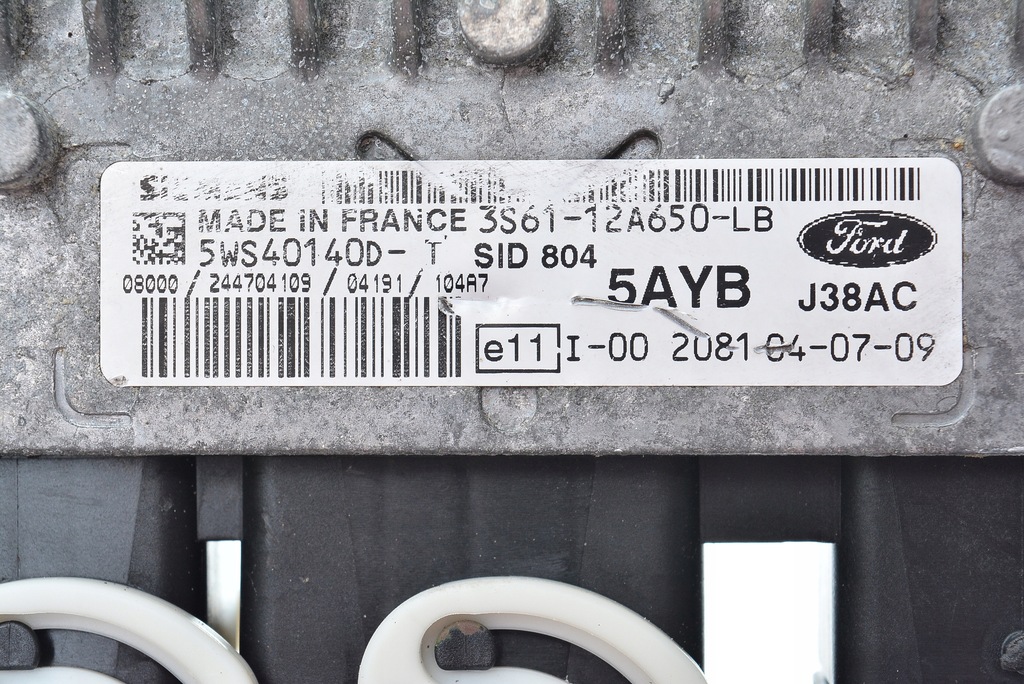 SIEMENS
MADE IN FRANCE 3S61-12A650-LB
5WS40140D-T SID 804
Ford
08000 / 244704109 / 04191 / 104A7
5AYB J38AC
e11 I-00 2081 04-07-09